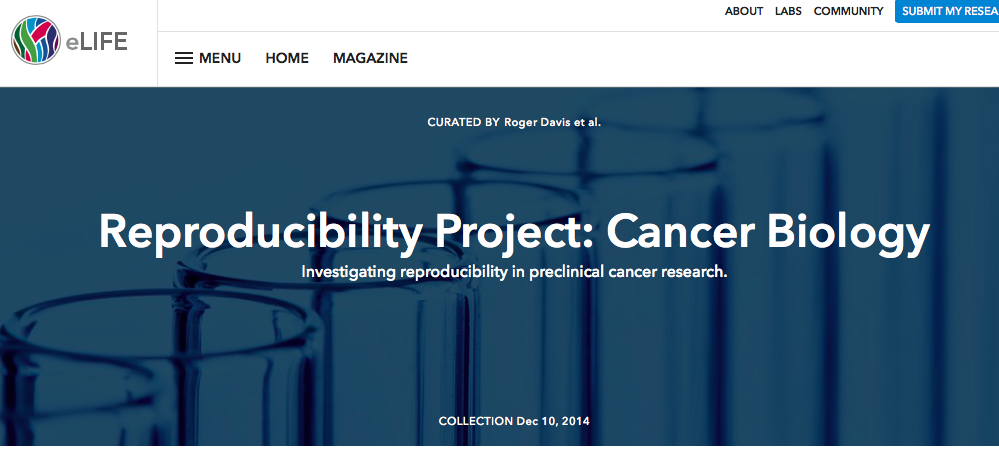 ABOUT LABS COMMUNITY SUBMIT MY RESEA
eLIFE
MENU HOME MAGAZINE
CURATED BY Roger Davis et al.
Reproducibility Project: Cancer Biology
Investigating reproducibility in preclinical cancer research.
COLLECTION Dec 10, 2014